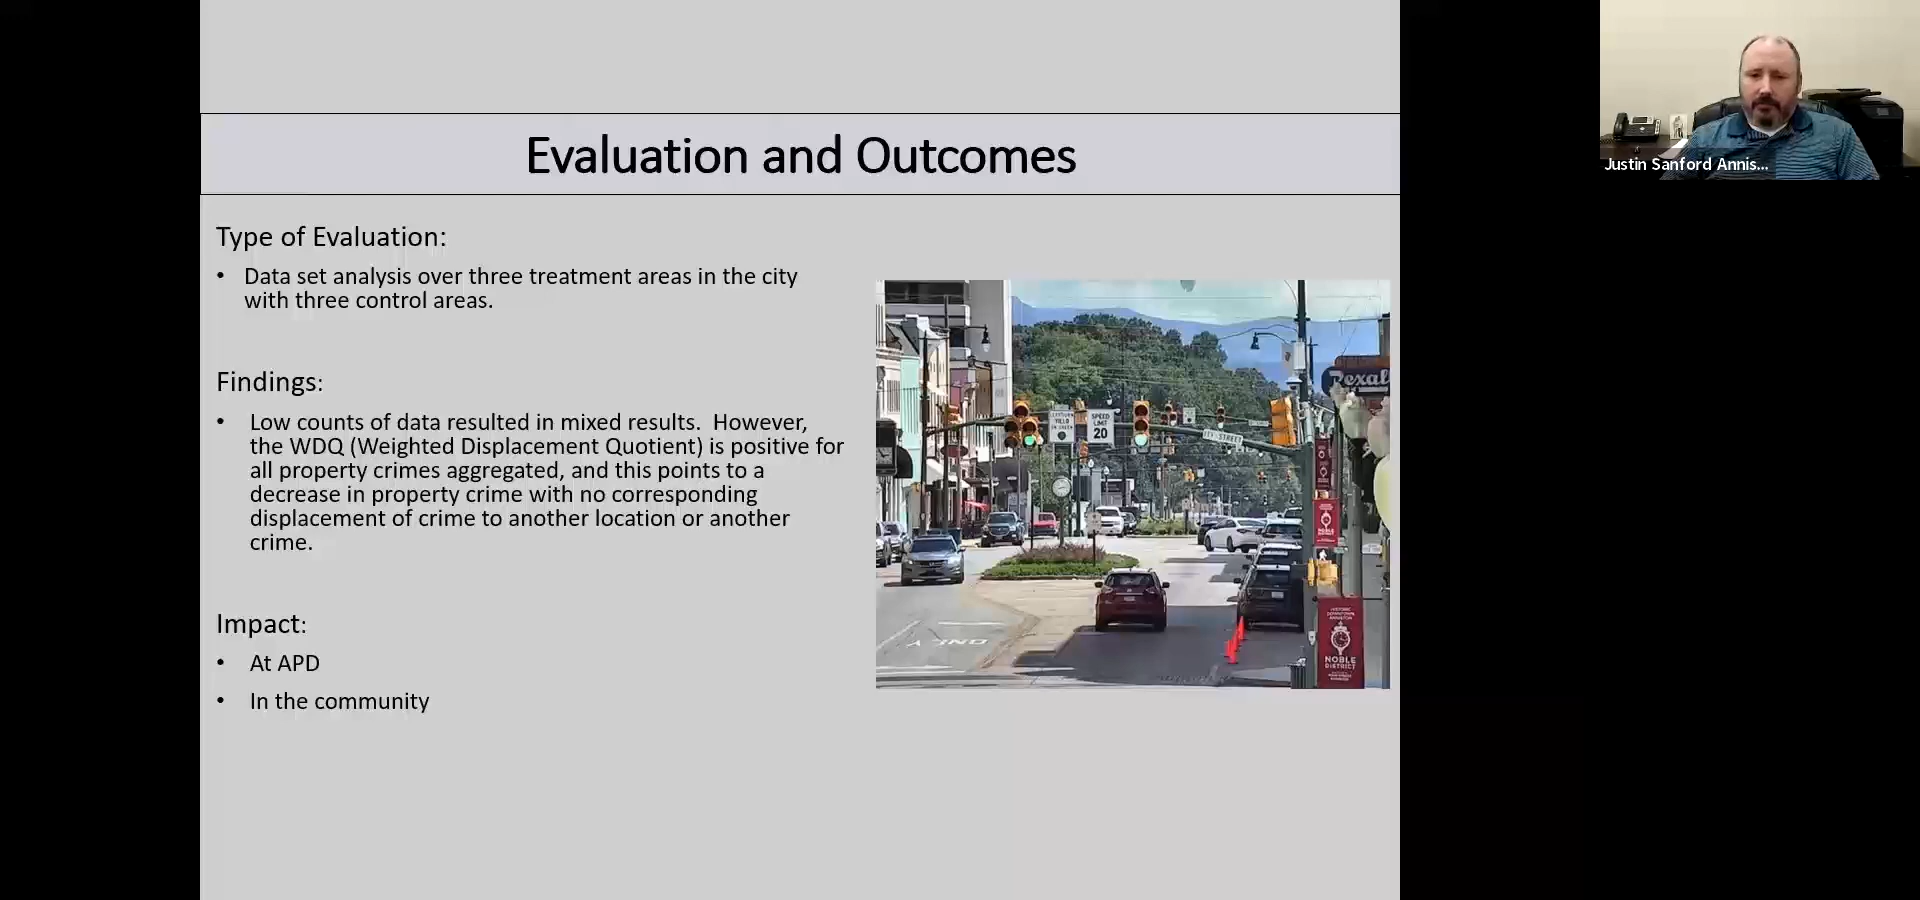 Evaluation and Outcomes
Justin Sanford Annis...
Type of Evaluation:
• Data set analysis over three treatment areas in the city
with three control areas.
Findings:
• Low counts of data resulted in mixed results. However,
the WDQ (Weighted Displacement Quotient) is positive for
all property crimes aggregated, and this points to a
decrease in property crime with no corresponding
displacement of crime to another location or another
crime.
Impact:
• At APD
• In the community
SPEED
LIMIT
20
Rexall
NOBLE
DISTRICT